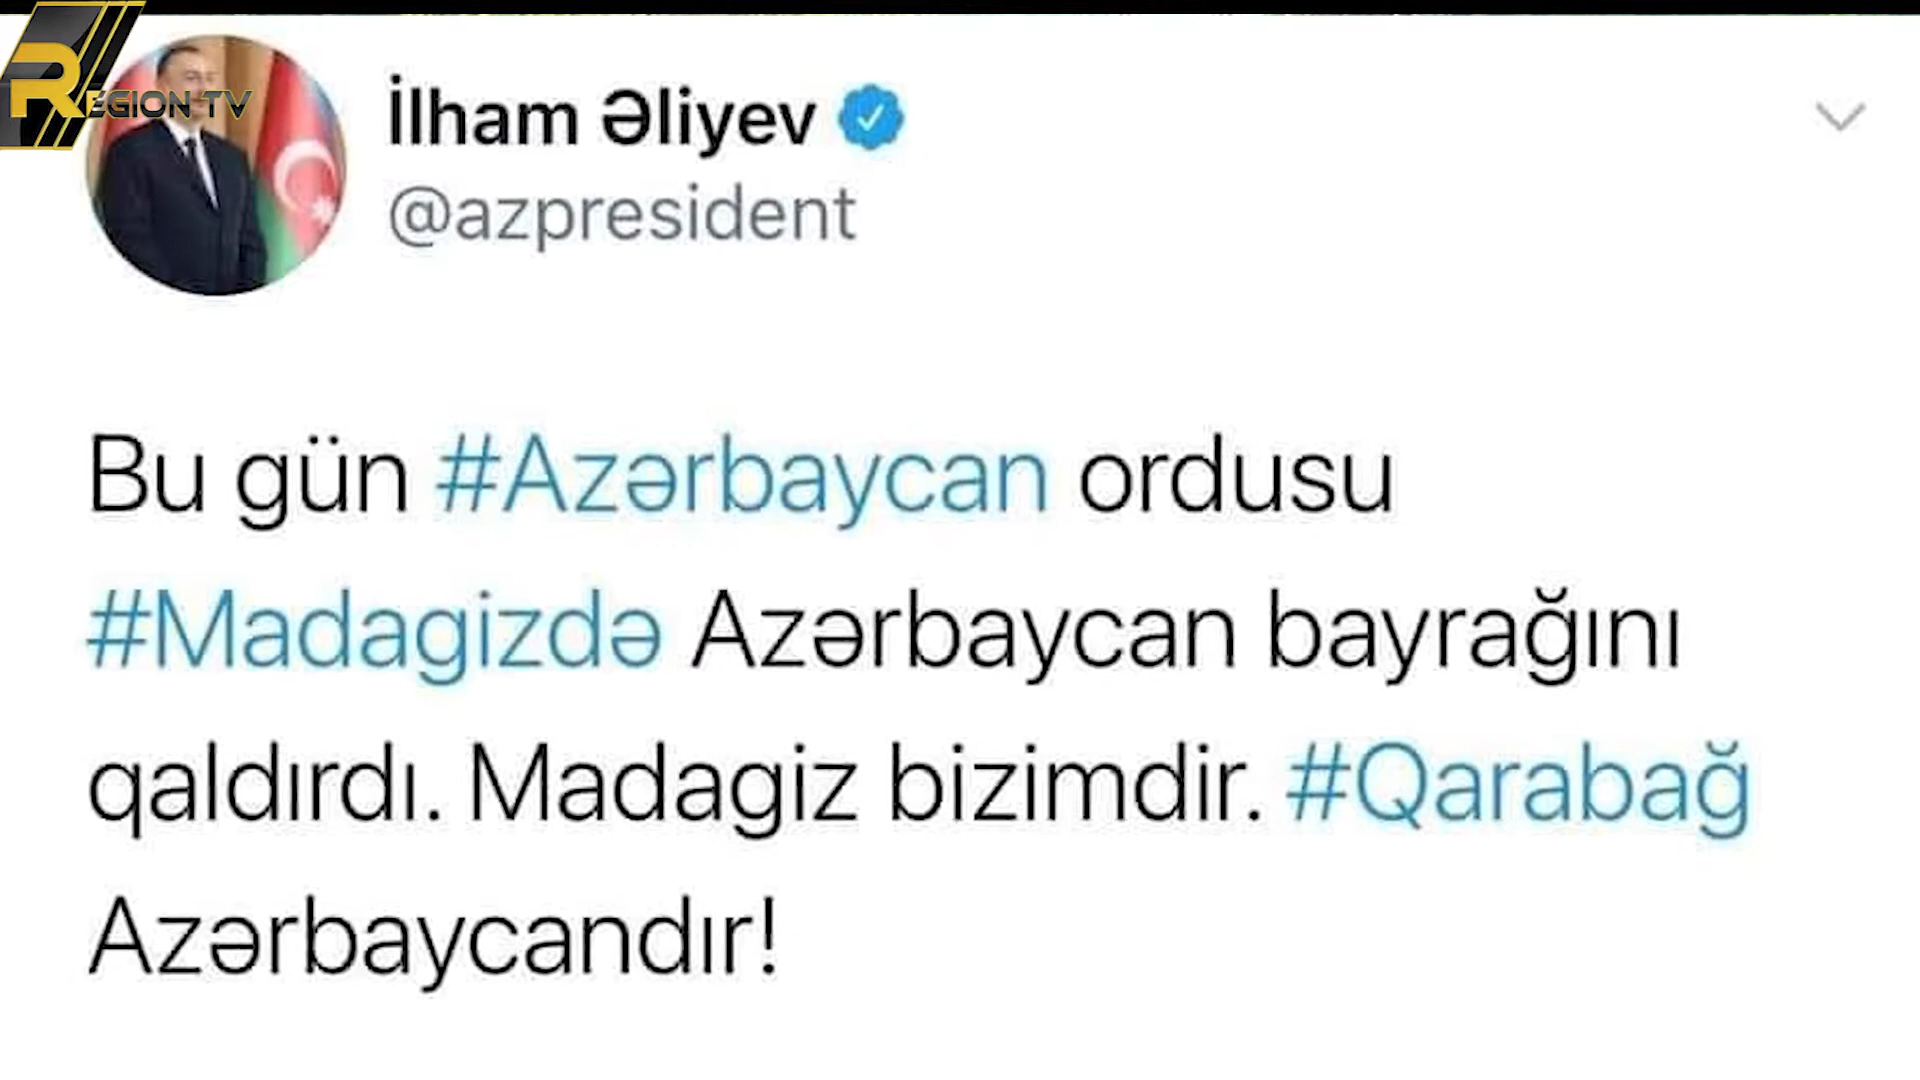 REGION TV
İlham Əliyev
@azpresident
Bu gün #Azərbaycan ordusu
#Madagizdə Azərbaycan bayrağını
qaldırdı. Madagiz bizimdir. #Qarabağ
Azərbaycandır!